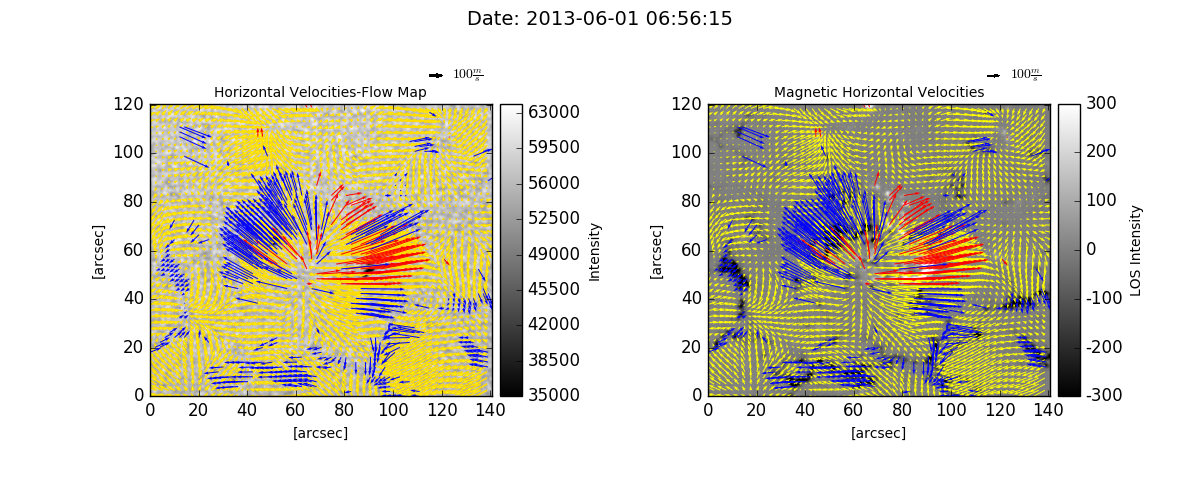 Date: 2013-06-01 06:56:15
100 m/s
100 m/s
Horizontal Velocities-Flow Map
Magnetic Horizontal Velocities
120
100
80
60
40
20
0
[arcsec]
0 20 40 60 80 100 120 140
[arcsec]
63000
59500
56000
52500
49000
45500
42000
38500
35000
Intensity
120
100
80
60
40
20
0
[arcsec]
0 20 40 60 80 100 120 140
[arcsec]
300
200
100
0
-100
-200
-300
LOS Intensity